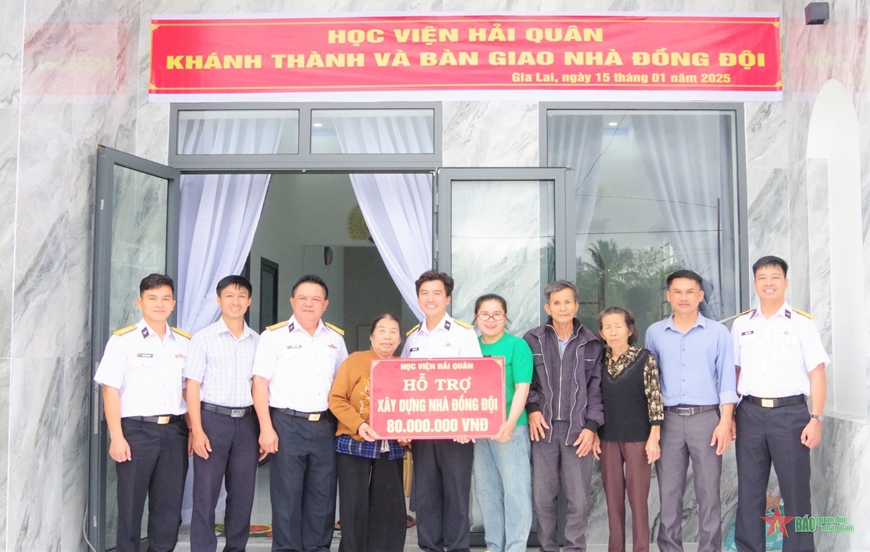 HỌC VIỆN HẢI QUÂN
KHÁNH THÀNH VÀ BÀN GIAO NHÀ ĐỒNG ĐỘI
Gia Lai, ngày 15 tháng 01 năm 2025
HỌC VIỆN HẢI QUÂN
HỖ TRỢ
XÂY DỰNG NHÀ ĐỒNG ĐỘI
80.000.000 VNĐ
BÁO